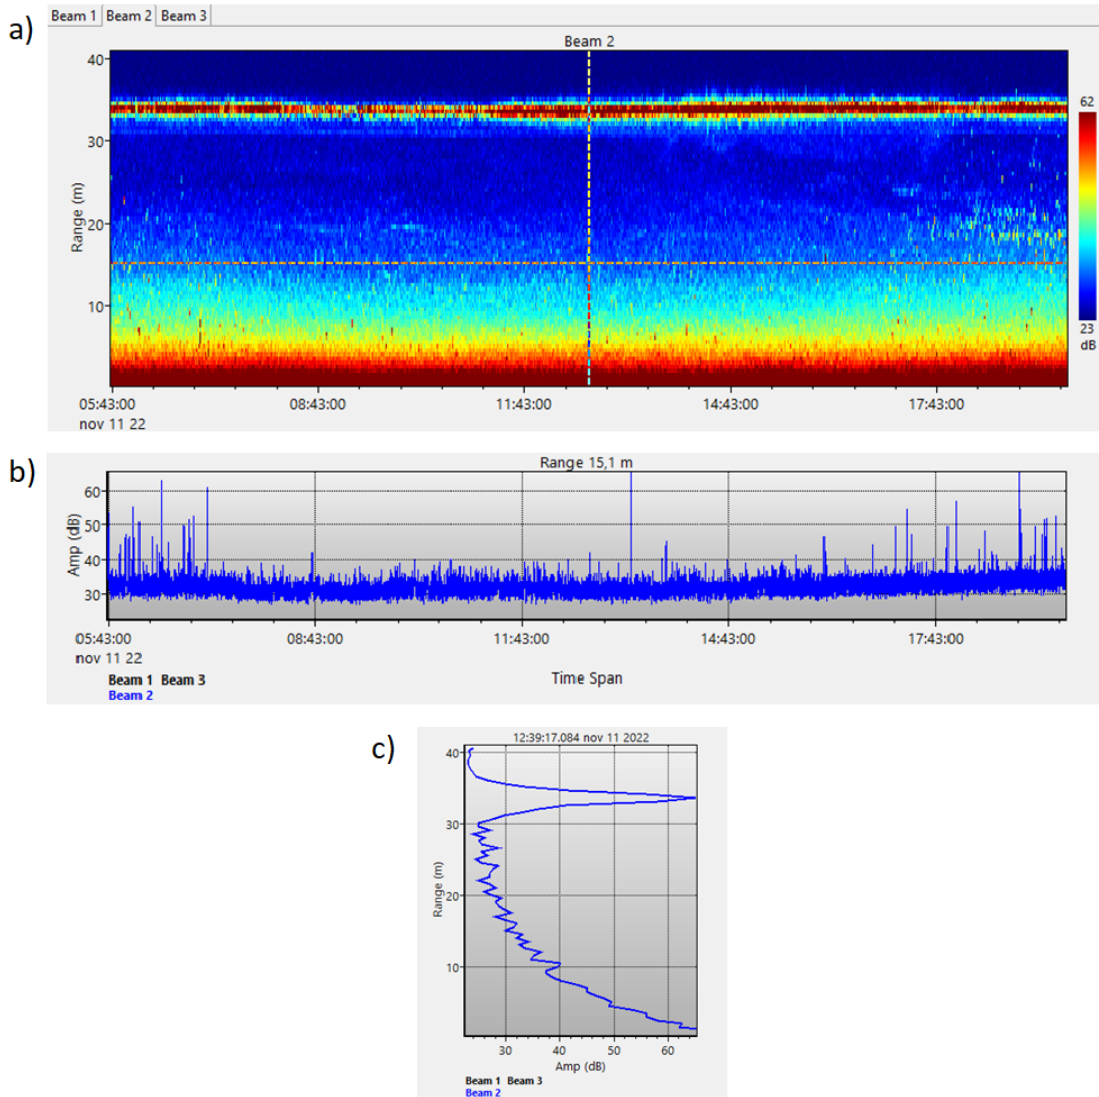 a)
Beam 1 Beam 2 Beam 3
Beam 2
Range (m)
40
30
20
10
62
23
dB
05:43:00 08:43:00 11:43:00 14:43:00 17:43:00
nov 11 22
b)
Range 15,1 m
Amp (dB)
60
50
40
30
05:43:00 08:43:00 11:43:00 14:43:00 17:43:00
nov 11 22
Time Span
Beam 1 Beam 3
Beam 2
c)
12:39:17.084 nov 11 2022
Range (m)
40
30
20
10
30 40 50 60
Amp (dB)
Beam 1 Beam 3
Beam 2